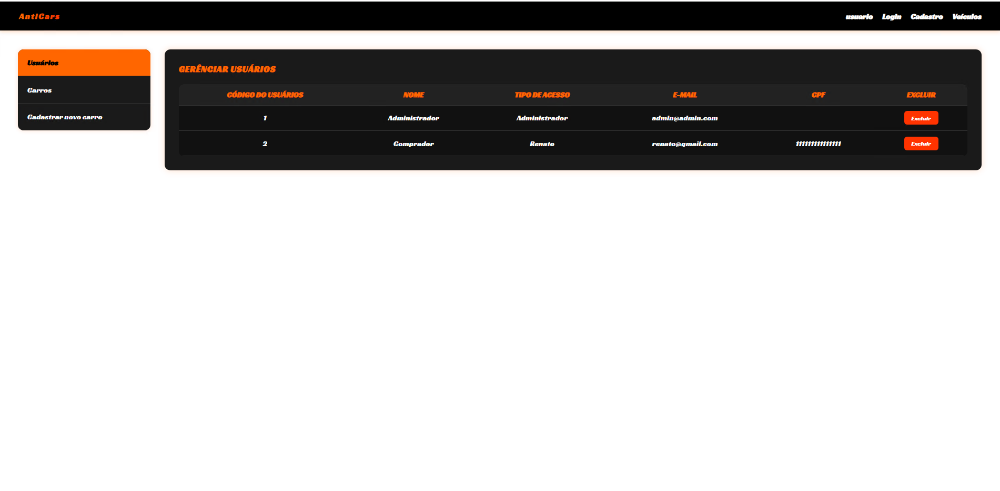 AntiCars usuario Login Cadastro Veículos
Usuários
Carros
Cadastrar novo carro
GERÊNCIAR USUÁRIOS
CÓDIGO DO USUÁRIOS NOME TIPO DE ACESSO E-MAIL CPF EXCLUIR
1 Administrador Administrador admin@admin.com Excluir
2 Comprador Renato renato@gmail.com 111111111111111 Excluir